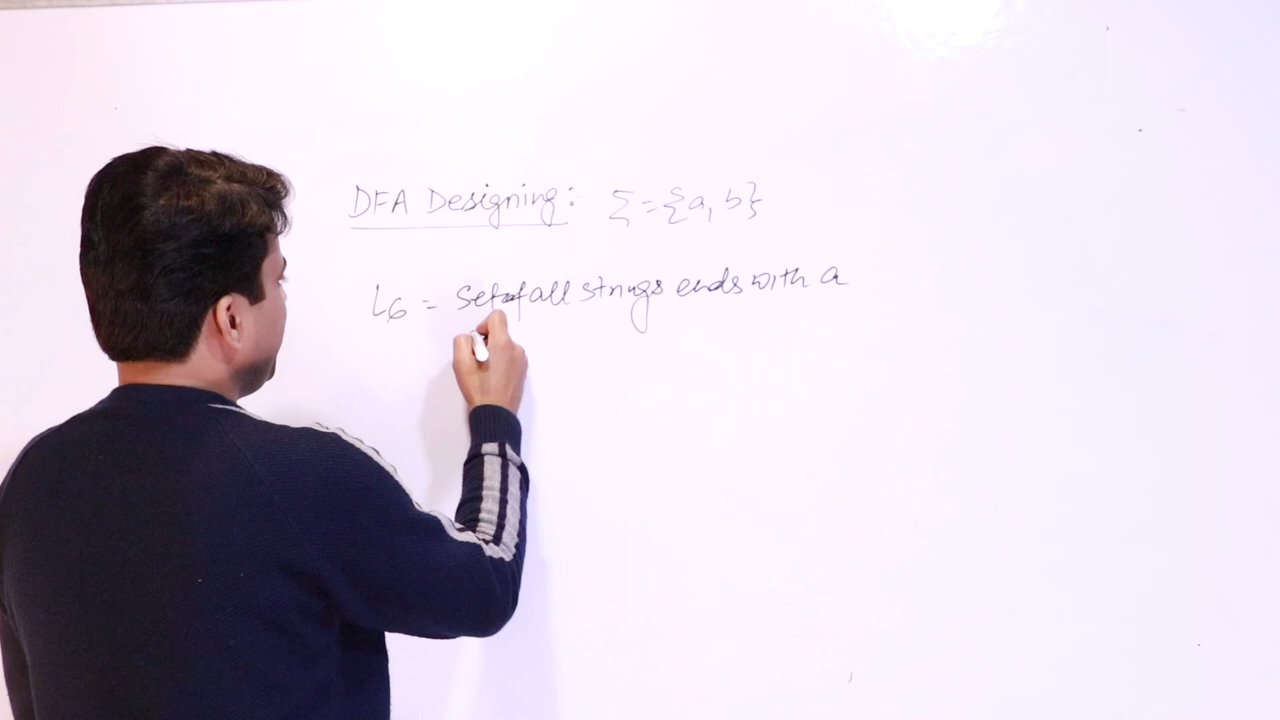 DFA Designing: Σ={a, b}
L6 = Set of all strings ends with a